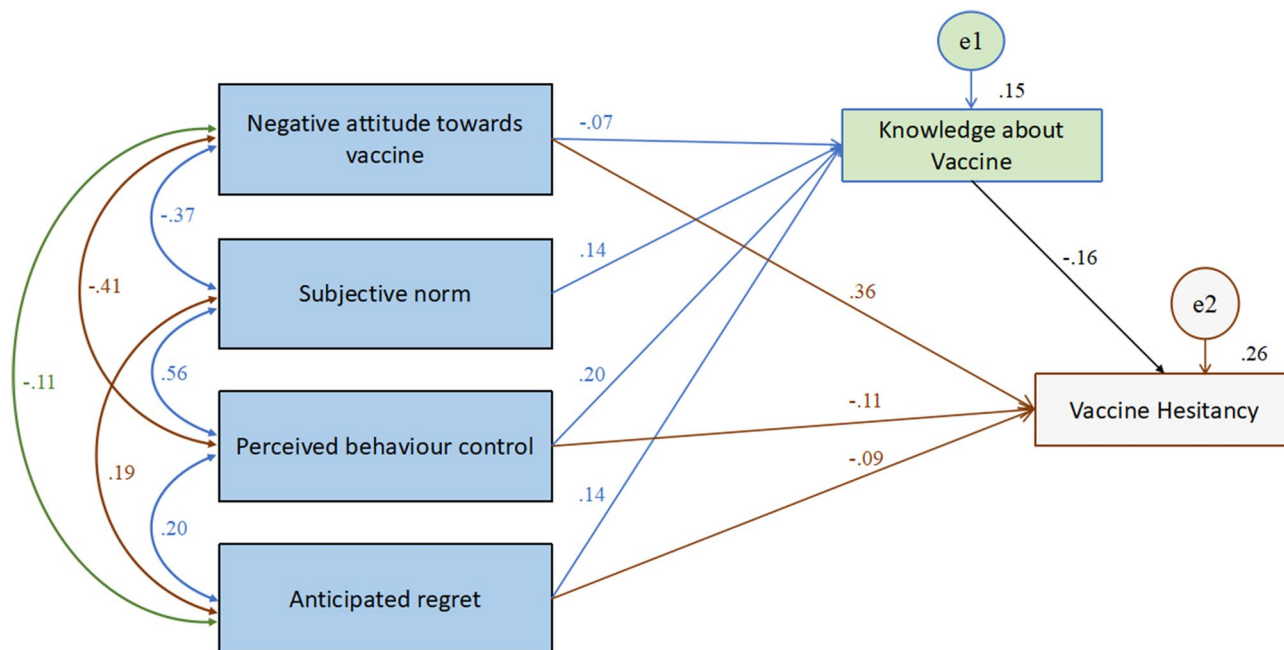 e1
.15
Negative attitude towards
vaccine
-.07
Knowledge about
Vaccine
-.37
.14
Subjective norm
-.16
-.41
.36
e2
.26
-.11
.56
.20
-.11
Vaccine Hesitancy
Perceived behaviour control
-.09
.19
.14
.20
Anticipated regret